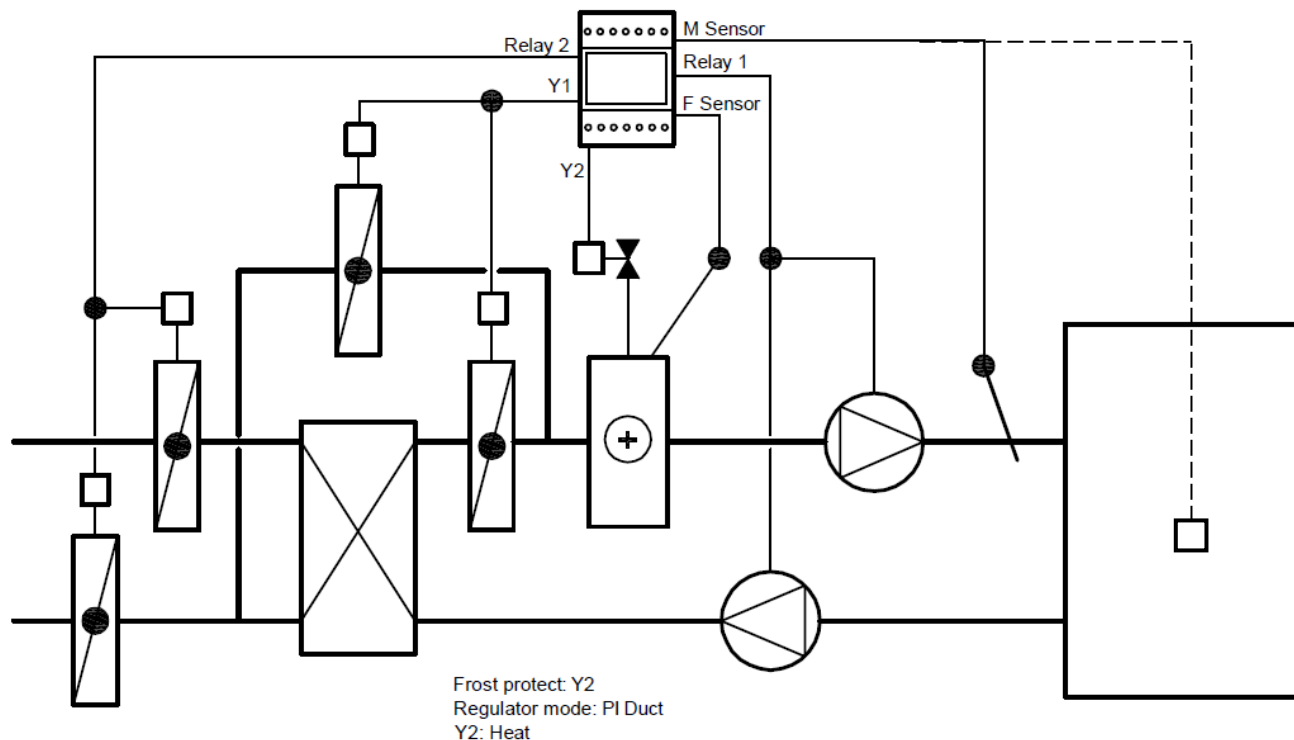 M Sensor
Relay 2
Relay 1
Y1
F Sensor
Y2
Frost protect: Y2
Regulator mode: PI Duct
Y2: Heat